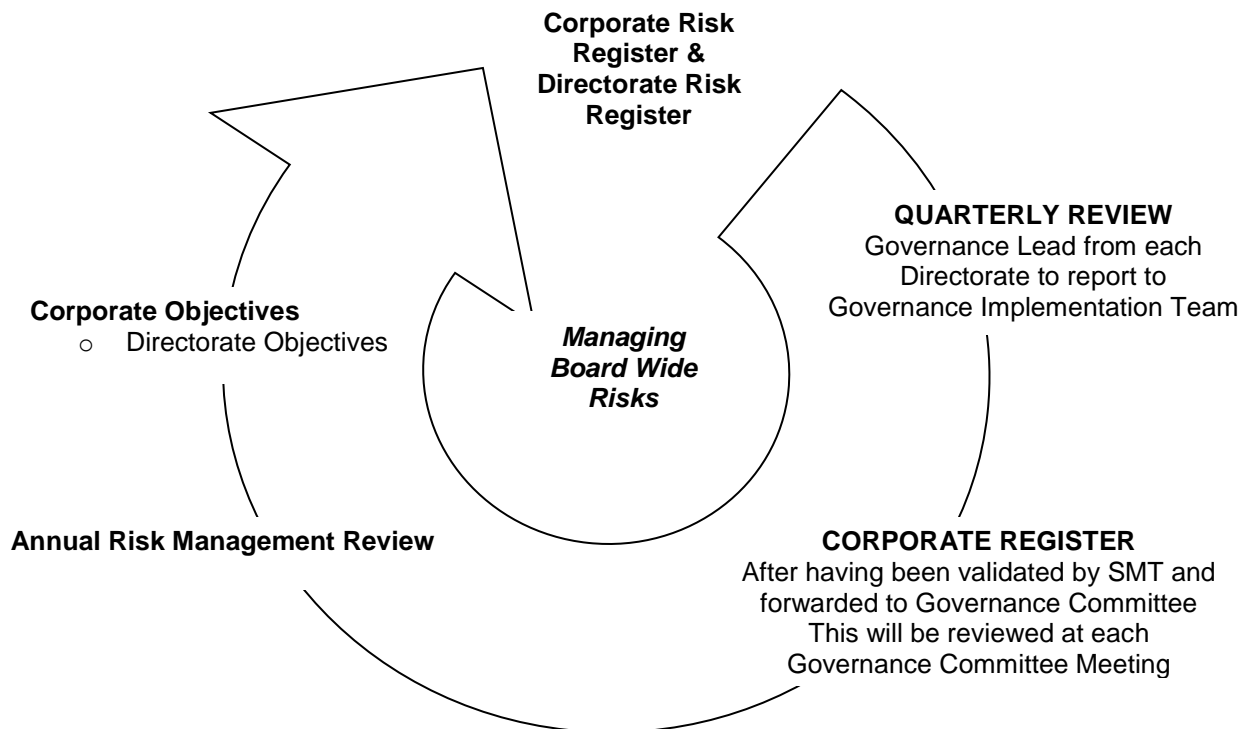 Corporate Risk
Register &
Directorate Risk
Register
QUARTERLY REVIEW
Governance Lead from each
Directorate to report to
Governance Implementation Team
Corporate Objectives
o Directorate Objectives
Managing
Board Wide
Risks
Annual Risk Management Review
CORPORATE REGISTER
After having been validated by SMT and
forwarded to Governance Committee
This will be reviewed at each
Governance Committee Meeting